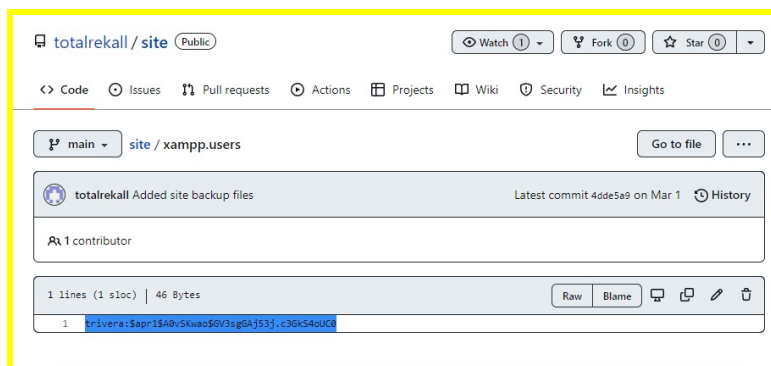 totalrekall / site Public
Watch 1 Fork 0 Star 0
Code Issues Pull requests Actions Projects Wiki Security Insights
main site / xampp.users Go to file ...
totalrekall Added site backup files Latest commit 4dde5a9 on Mar 1 History
1 contributor
1 lines (1 sloc) | 46 Bytes Raw Blame
1 trivera:$apr1$A0vSKwao$GV3sgGAj53j.c3GkS4oUC0